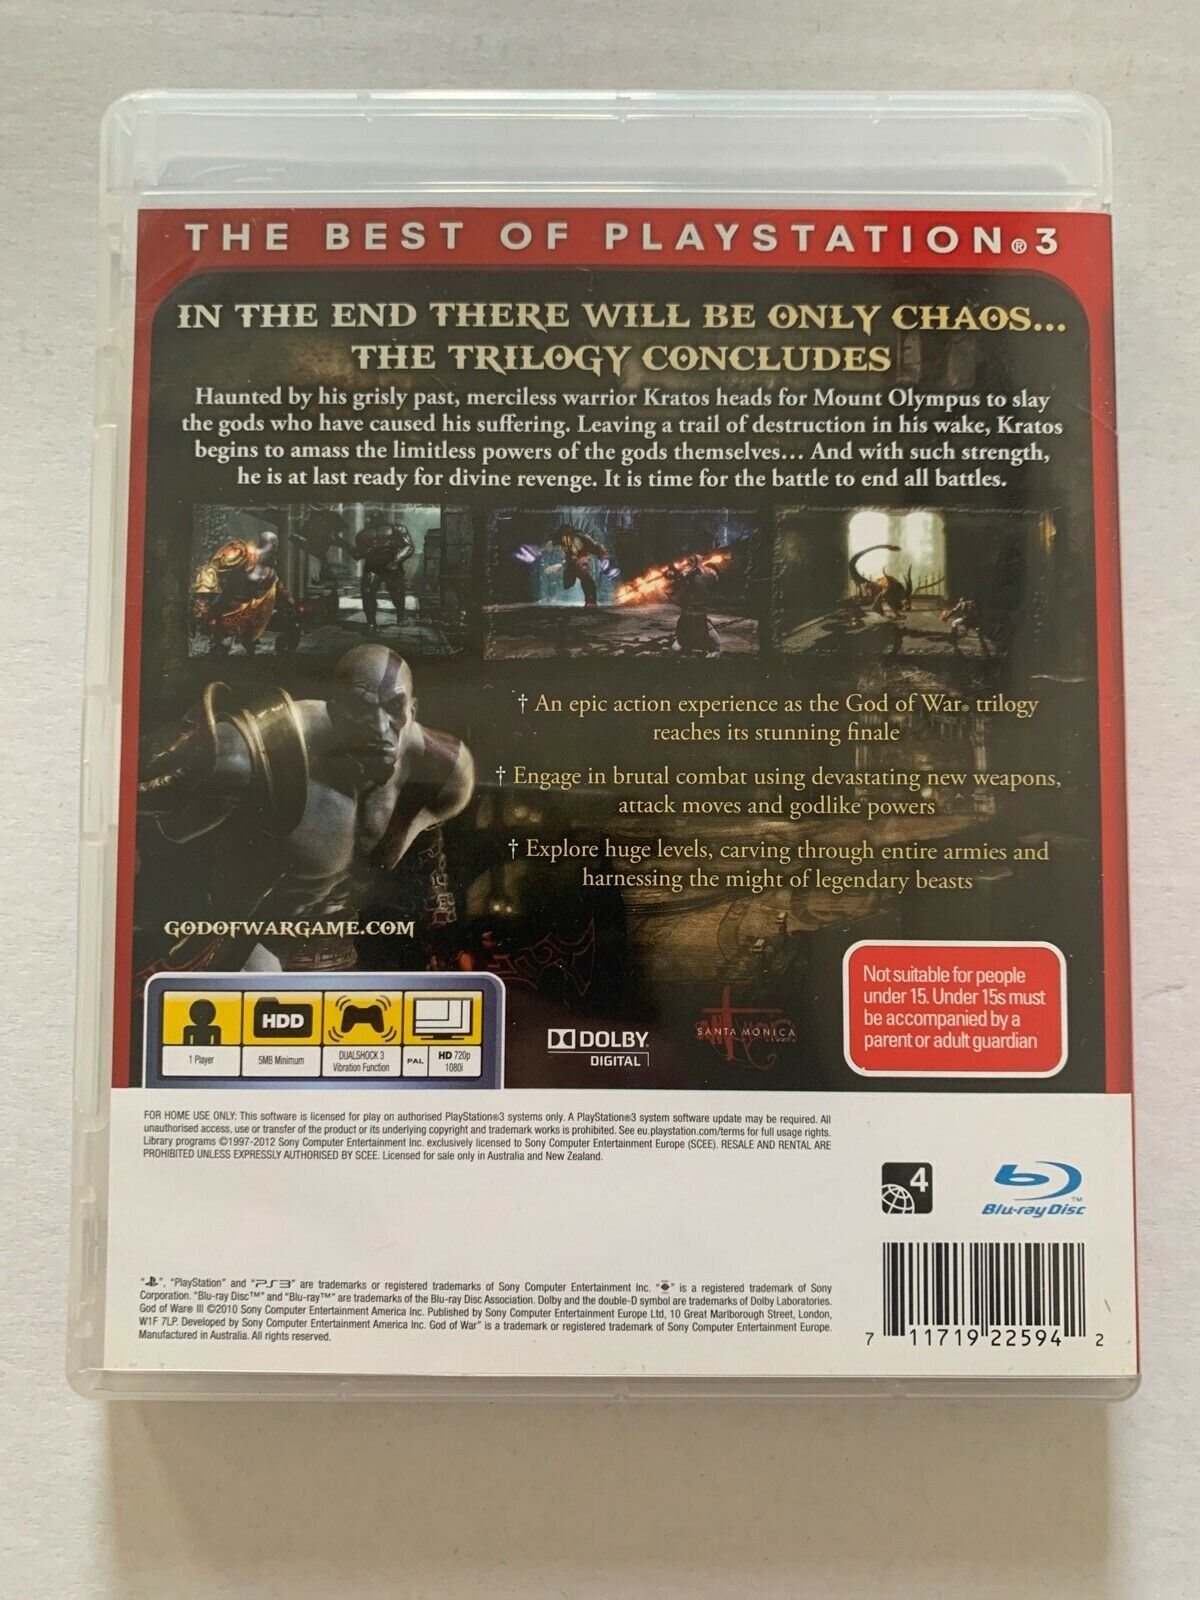 THE BEST OF PLAYSTATION®3
IN THE END THERE WILL BE ONLY CHAOS...
THE TRILOGY CONCLUDES
Haunted by his grisly past, merciless warrior Kratos heads for Mount Olympus to slay
the gods who have caused his suffering. Leaving a trail of destruction in his wake, Kratos
begins to amass the limitless powers of the gods themselves... And with such strength,
he is at last ready for divine revenge. It is time for the battle to end all battles.
† An epic action experience as the God of War® trilogy
reaches its stunning finale
† Engage in brutal combat using devastating new weapons,
attack moves and godlike powers
† Explore huge levels, carving through entire armies and
harnessing the might of legendary beasts
GODOFWARGAME.COM
Not suitable for people
under 15. Under 15s must
be accompanied by a
parent or adult guardian
HDD
1 Player
5MB Minimum
DUALSHOCK 3
Vibration Function
PAL
HD 720p
1080i
DOLBY
DIGITAL
SANTA MONICA
STUDIO
FOR HOME USE ONLY: This software is licensed for play on authorised PlayStation®3 systems only. A PlayStation®3 system software update may be required. All
unauthorised access, use or transfer of the product or its underlying copyright and trademark works is prohibited. See eu.playstation.com/terms for full usage rights.
Library programs ©1997-2012 Sony Computer Entertainment Inc. exclusively licensed to Sony Computer Entertainment Europe (SCEE). RESALE AND RENTAL ARE
PROHIBITED UNLESS EXPRESSLY AUTHORISED BY SCEE. Licensed for sale only in Australia and New Zealand.
4
Blu-ray Disc™
" ", "PlayStation" and "PS3" are trademarks or registered trademarks of Sony Computer Entertainment Inc. " " is a registered trademark of Sony
Corporation. "Blu-ray Disc™" and "Blu-ray™" are trademarks of the Blu-ray Disc Association. Dolby and the double-D symbol are trademarks of Dolby Laboratories.
God of War® III ©2010 Sony Computer Entertainment America Inc. Published by Sony Computer Entertainment Europe Ltd, 10 Great Marlborough Street, London,
W1F 7LP. Developed by Sony Computer Entertainment America Inc. God of War" is a trademark or registered trademark of Sony Computer Entertainment Europe.
Manufactured in Australia. All rights reserved.
7 11719 22594 2